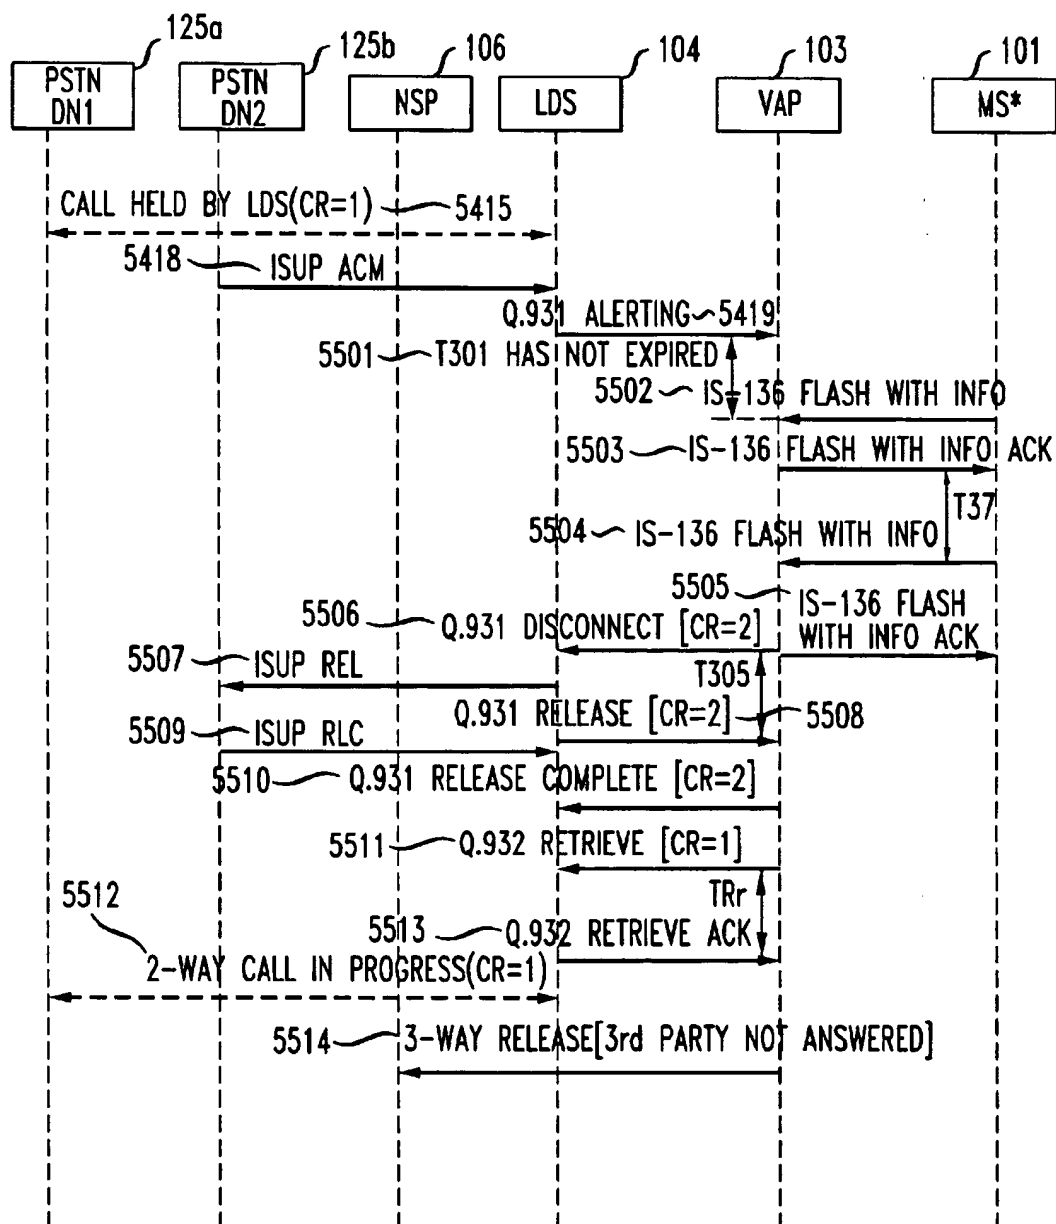 125a
125b
106
104
103
101
PSTN
DN1
PSTN
DN2
NSP
LDS
VAP
MS*
CALL HELD BY LDS(CR=1)
5415
5418
ISUP ACM
Q.931 ALERTING
5419
5501
T301 HAS NOT EXPIRED
5502
IS-136 FLASH WITH INFO
5503
IS-136 FLASH WITH INFO ACK
T37
5504
IS-136 FLASH WITH INFO
5505
IS-136 FLASH
WITH INFO ACK
5506
Q.931 DISCONNECT [CR=2]
5507
ISUP REL
T305
Q.931 RELEASE [CR=2]
5508
5509
ISUP RLC
5510
Q.931 RELEASE COMPLETE [CR=2]
5511
Q.932 RETRIEVE [CR=1]
TRr
5512
5513
Q.932 RETRIEVE ACK
2-WAY CALL IN PROGRESS(CR=1)
5514
3-WAY RELEASE[3rd PARTY NOT ANSWERED]